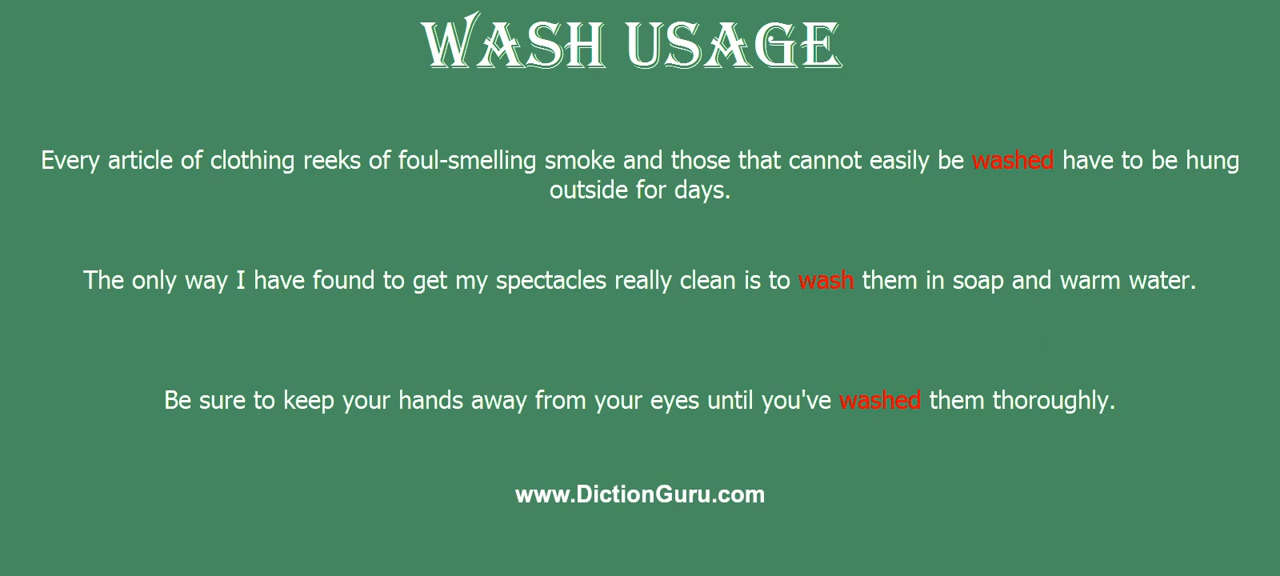 WASH USAGE
Every article of clothing reeks of foul-smelling smoke and those that cannot easily be washed have to be hung
outside for days.
The only way I have found to get my spectacles really clean is to wash them in soap and warm water.
Be sure to keep your hands away from your eyes until you've washed them thoroughly.
www.DictionGuru.com